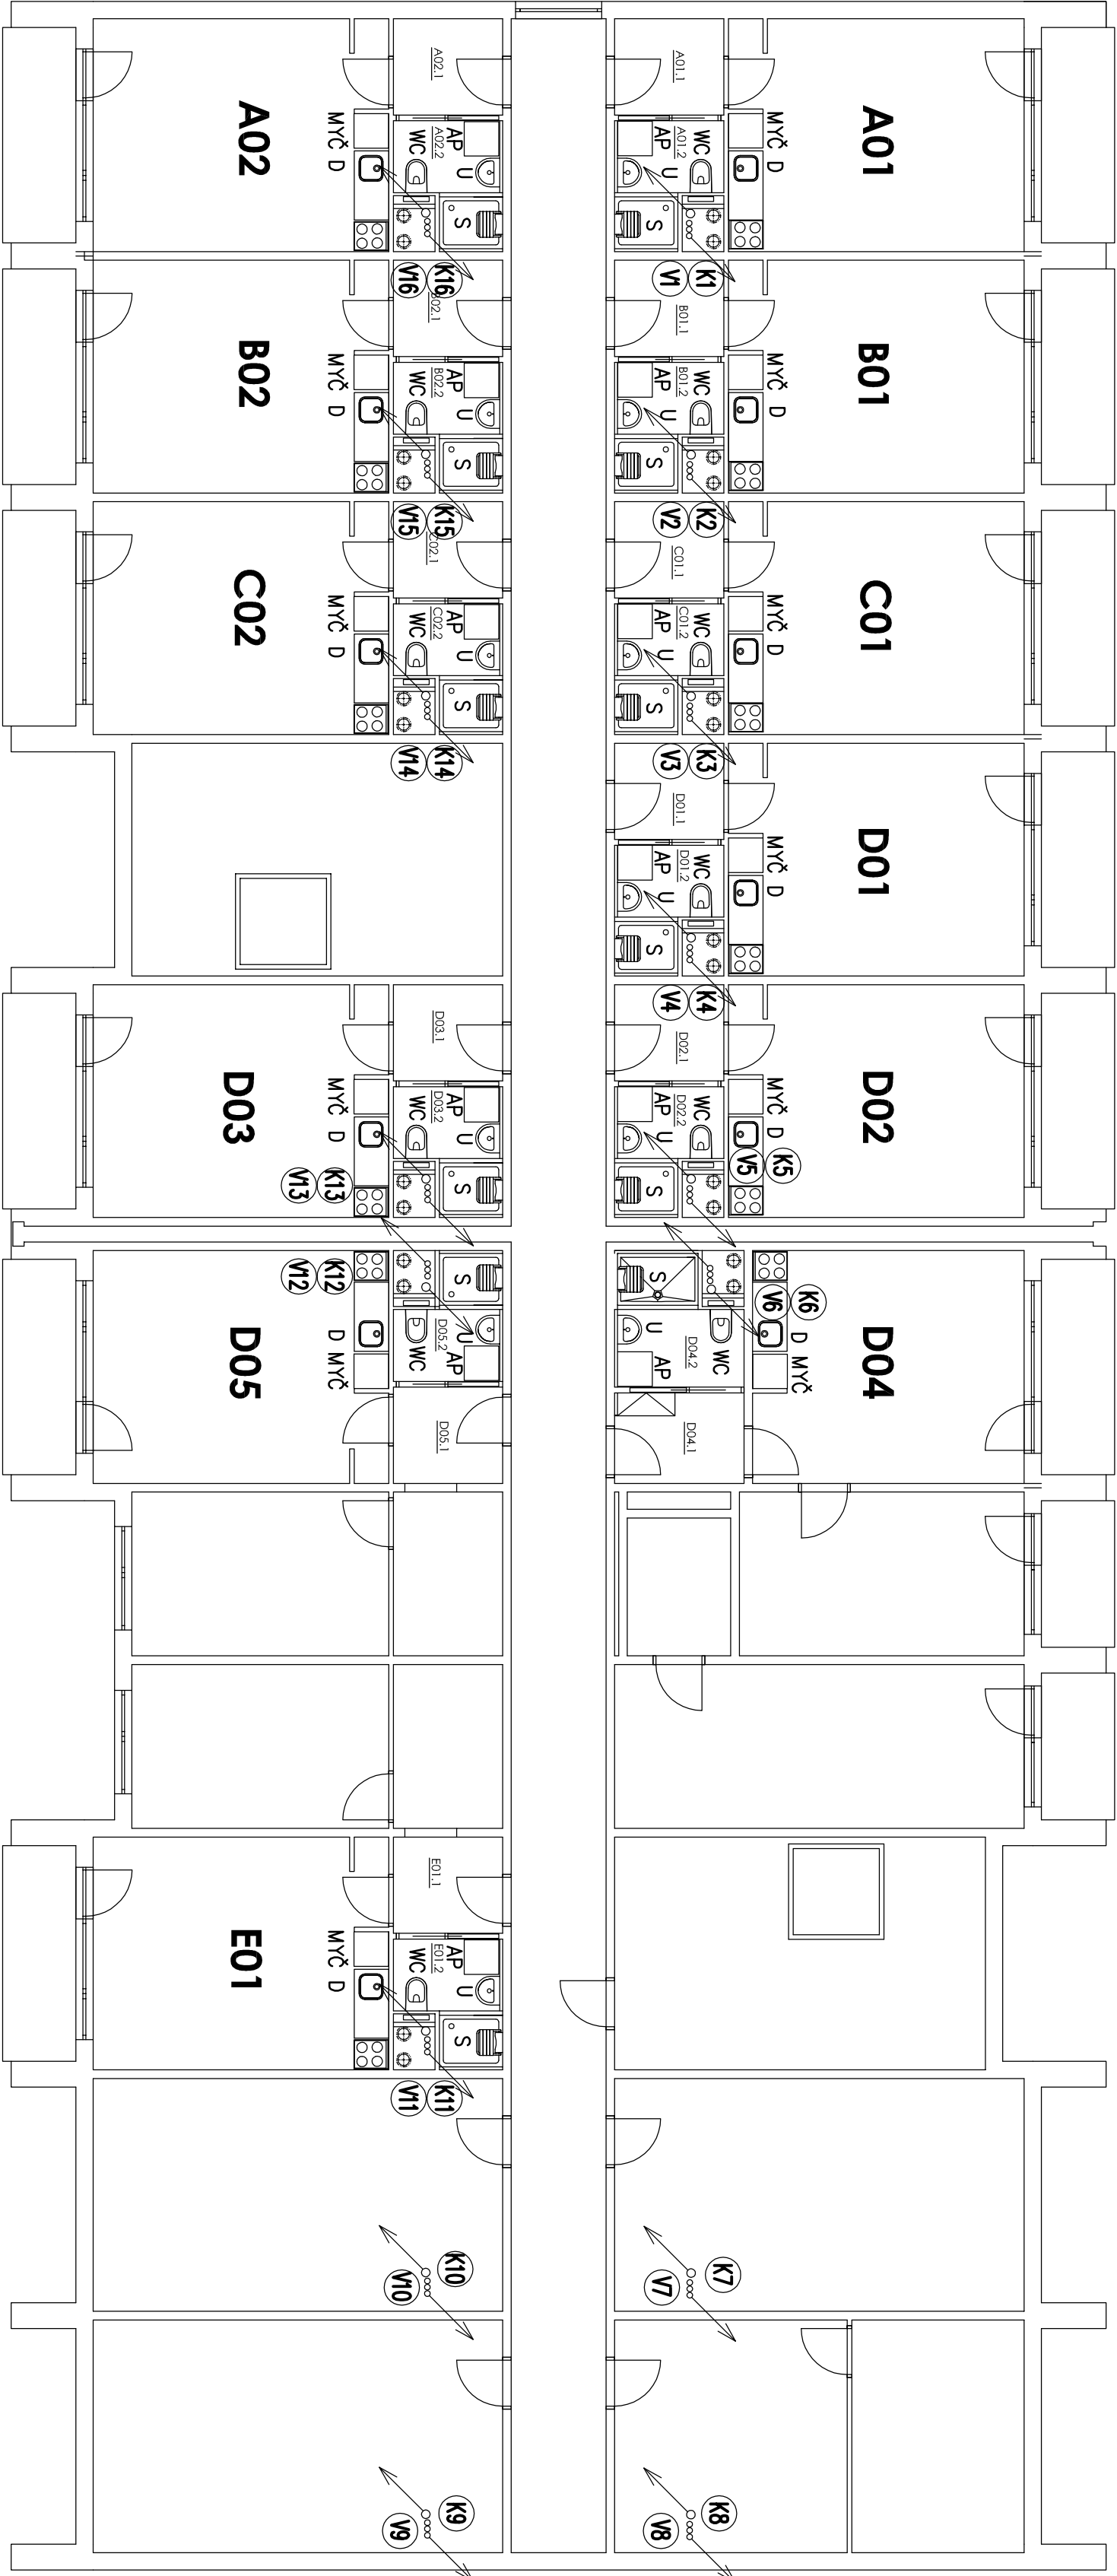 A01
MYČ D
A01.1
A01.2
WC
AP
U
S
K1
V1
A02
MYČ D
A02.1
A02.2
WC
AP
U
S
K16
V16
B01
MYČ D
B01.1
B01.2
WC
AP
U
S
K2
V2
B02
MYČ D
B02.1
B02.2
WC
AP
U
S
K15
V15
C01
MYČ D
C01.1
C01.2
WC
AP
U
S
K3
V3
C02
MYČ D
C02.1
C02.2
WC
AP
U
S
K14
V14
D01
MYČ D
D01.1
D01.2
WC
AP
U
S
K4
V4
D02
MYČ D
D02.1
D02.2
WC
AP
U
S
K5
V5
D03
MYČ D
D03.1
D03.2
WC
AP
U
S
K13
V13
D04
D MYČ
D04.1
D04.2
WC
AP
U
S
K6
V6
D05
D MYČ
D05.1
D05.2
WC
AP
U
S
K12
V12
E01
MYČ D
E01.1
E01.2
WC
AP
U
S
K11
V11
K7
V7
K10
V10
K8
V8
K9
V9